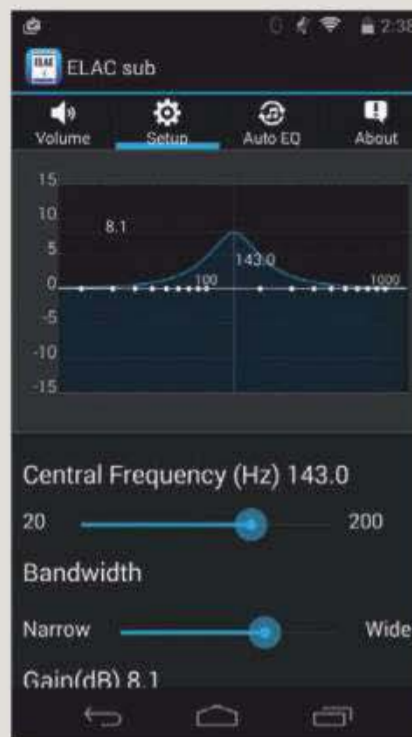 2:38
ELAC
ELAC sub
Volume
Setup
Auto EQ
About
15
10
8.1
5
143.0
0
100
1000
-5
-10
-15
Central Frequency (Hz) 143.0
20
200
Bandwidth
Narrow
Wide
Gain(dB) 8.1